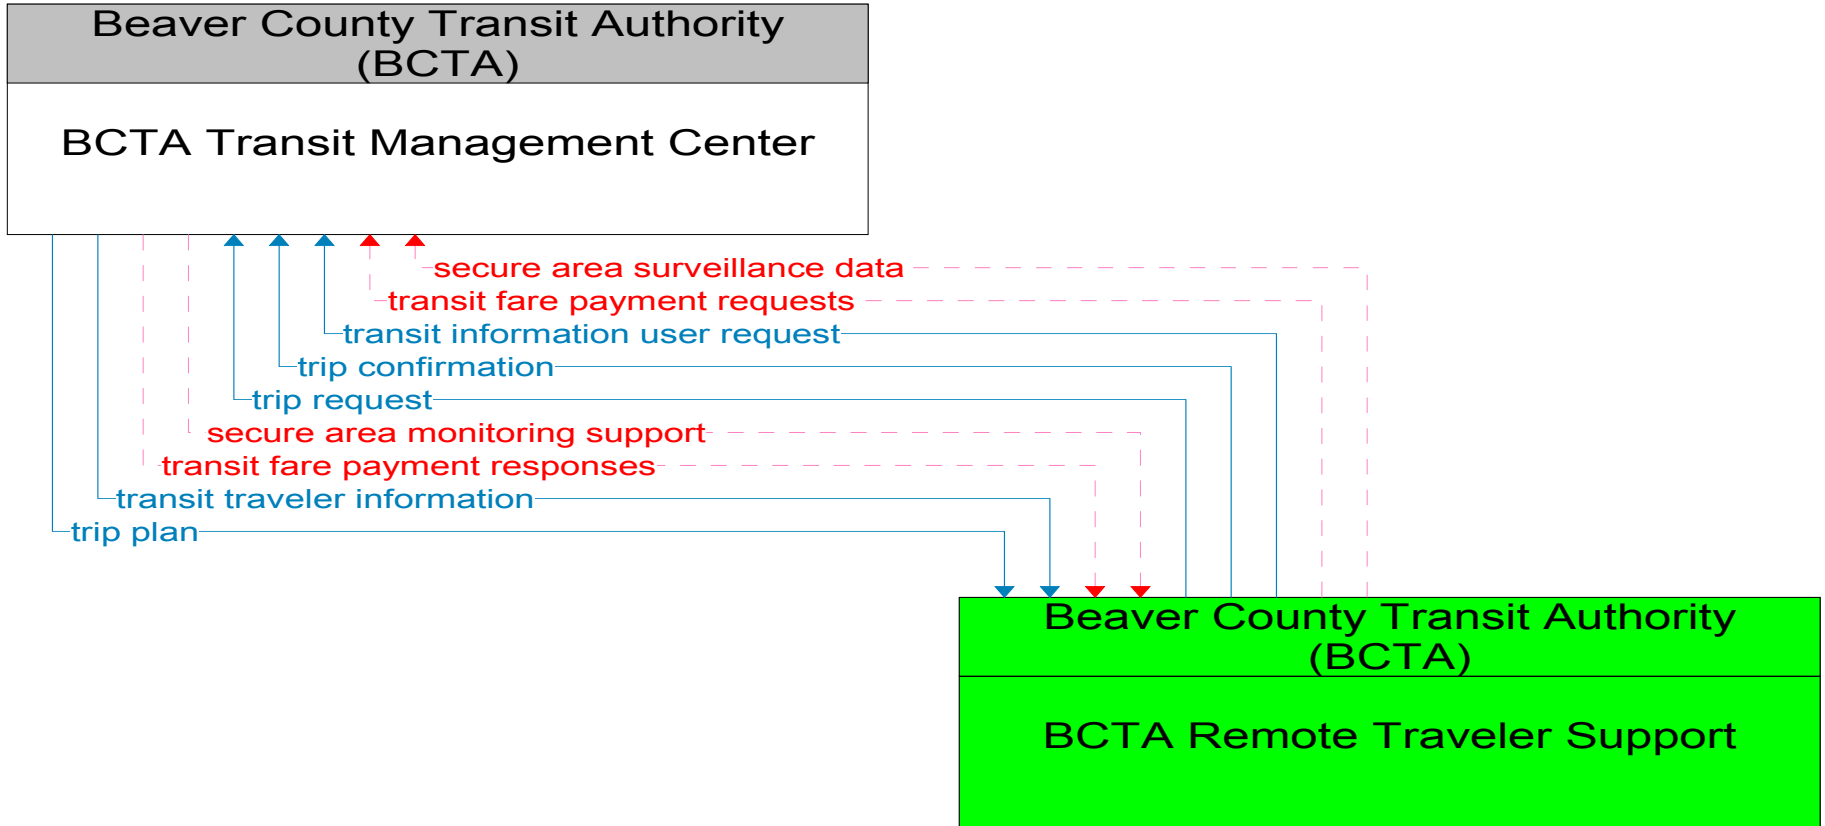 Beaver County Transit Authority
(BCTA)
BCTA Transit Management Center
secure area surveillance data
transit fare payment requests
transit information user request
trip confirmation
trip request
secure area monitoring support
transit fare payment responses
transit traveler information
trip plan
Beaver County Transit Authority
(BCTA)
BCTA Remote Traveler Support